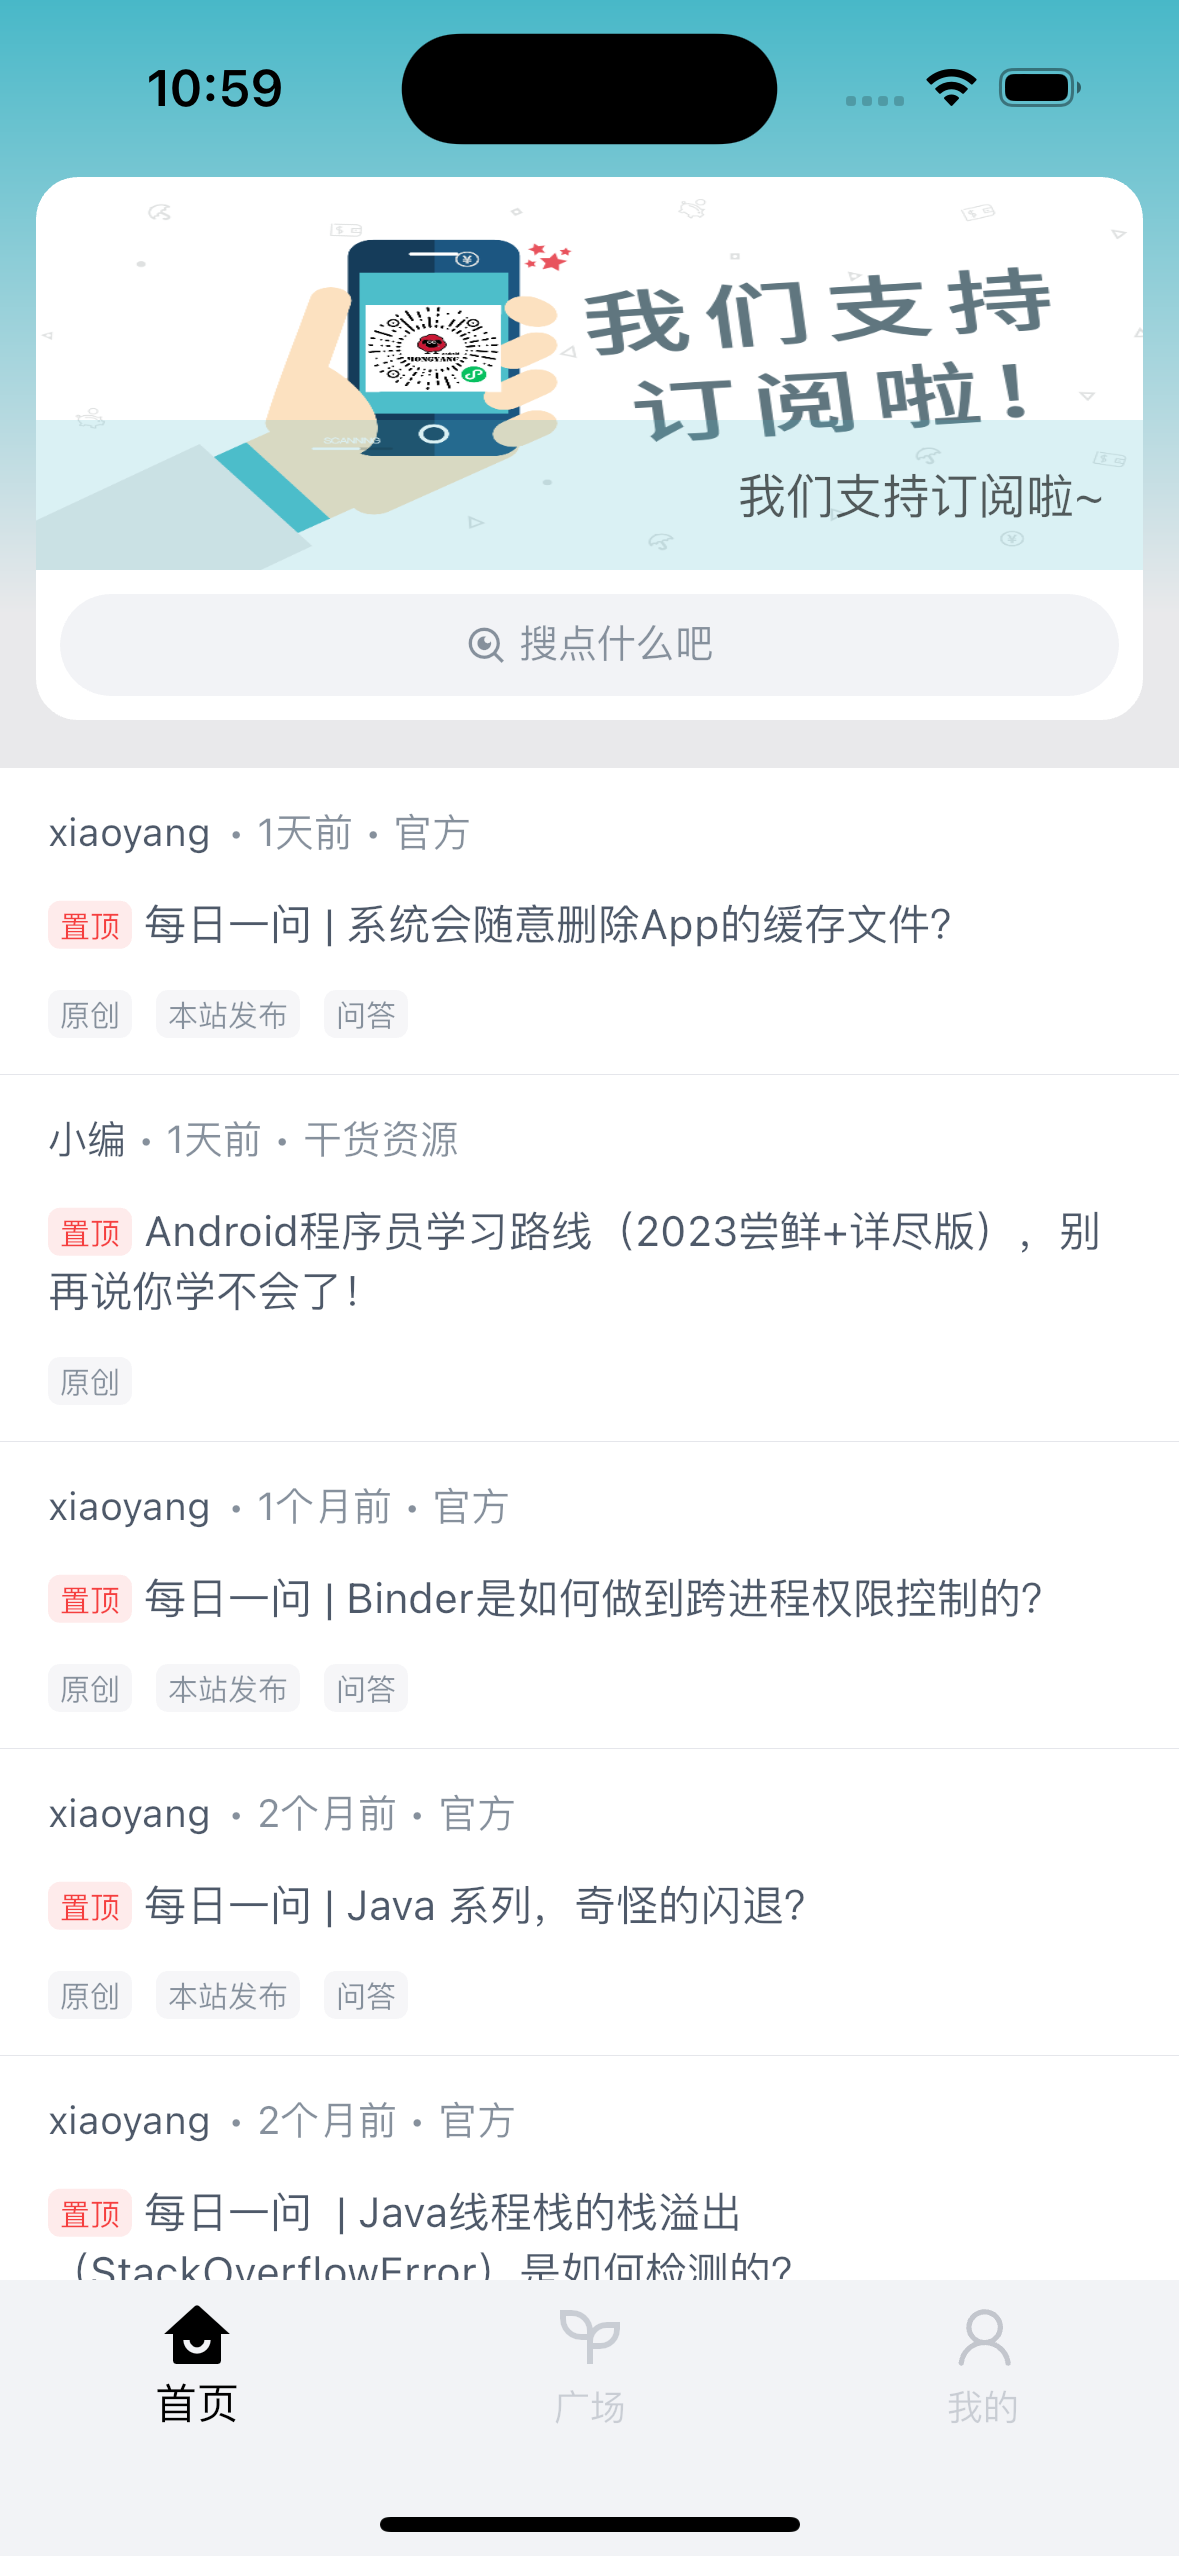 10:59
我们支持
订阅啦!
SCANNING
HONGYANG
我们支持订阅啦~
搜点什么吧
xiaoyang · 1天前 · 官方
置顶 每日一问 | 系统会随意删除App的缓存文件?
原创 本站发布 问答
小编 · 1天前 · 干货资源
置顶 Android程序员学习路线（2023尝鲜+详尽版），别
再说你学不会了!
原创
xiaoyang · 1个月前 · 官方
置顶 每日一问 | Binder是如何做到跨进程权限控制的?
原创 本站发布 问答
xiaoyang · 2个月前 · 官方
置顶 每日一问 | Java 系列，奇怪的闪退?
原创 本站发布 问答
xiaoyang · 2个月前 · 官方
置顶 每日一问 | Java线程栈的栈溢出
（StackOverflowError）是如何检测的?
首页 广场 我的